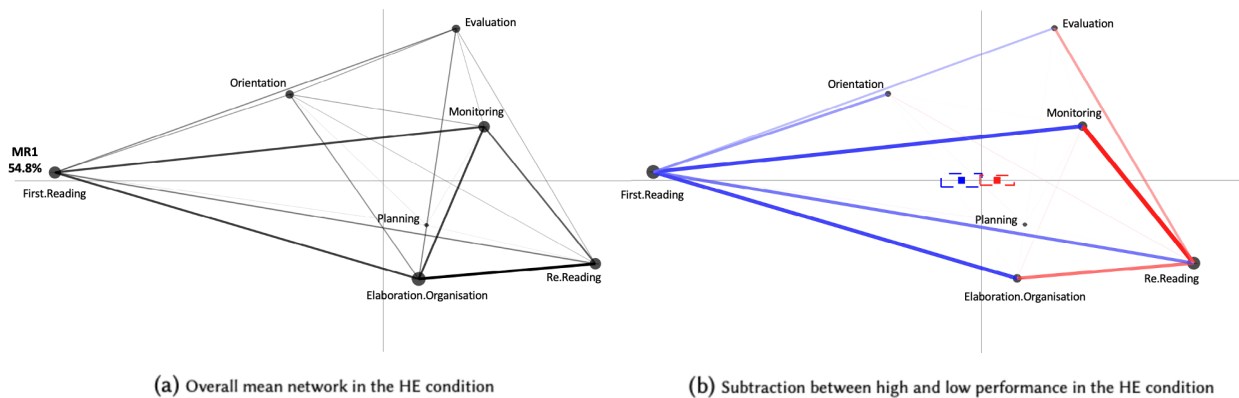 Evaluation
Orientation
Monitoring
MR1
54.8%
First.Reading
Planning
Re.Reading
Elaboration.Organisation
(a) Overall mean network in the HE condition
Evaluation
Orientation
Monitoring
First.Reading
Planning
Re.Reading
Elaboration.Organisation
(b) Subtraction between high and low performance in the HE condition